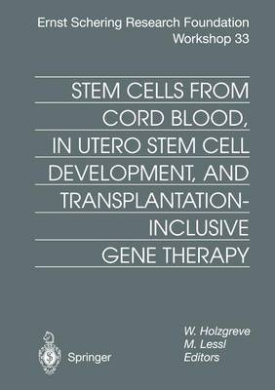 Ernst Schering Research Foundation
Workshop 33
STEM CELLS FROM
CORD BLOOD,
IN UTERO STEM CELL
DEVELOPMENT, AND
TRANSPLANTATION-
INCLUSIVE
GENE THERAPY
W. Holzgreve
M. Lessl
Editors
Springer